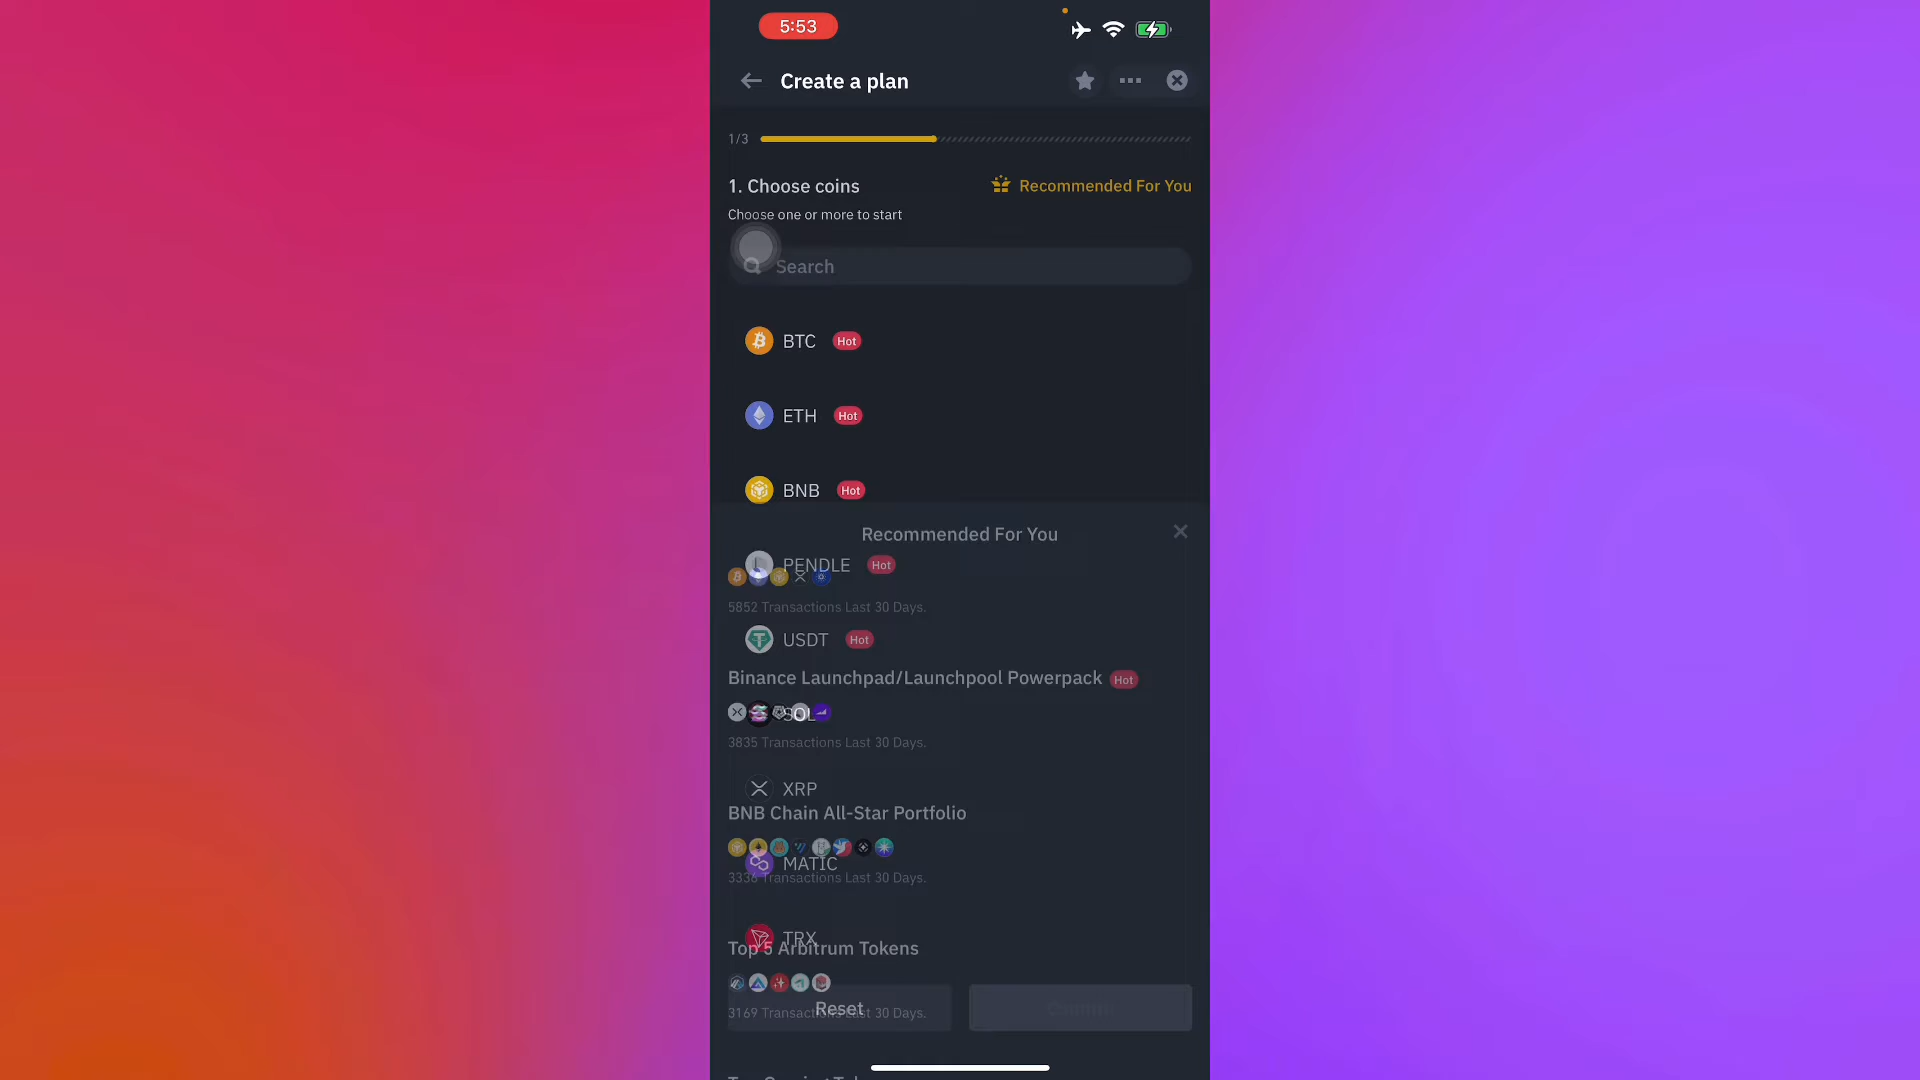 5:53
Create a plan
1/3
1. Choose coins
Recommended For You
Choose one or more to start
Search
BTC Hot
ETH Hot
BNB Hot
Recommended For You
PENDLE Hot
5852 Transactions Last 30 Days.
USDT Hot
Binance Launchpad/Launchpool Powerpack Hot
SOL
3835 Transactions Last 30 Days.
XRP
BNB Chain All-Star Portfolio
MATIC
3336 Transactions Last 30 Days.
TRX
Top 5 Arbitrum Tokens
Reset
3169 Transactions Last 30 Days.